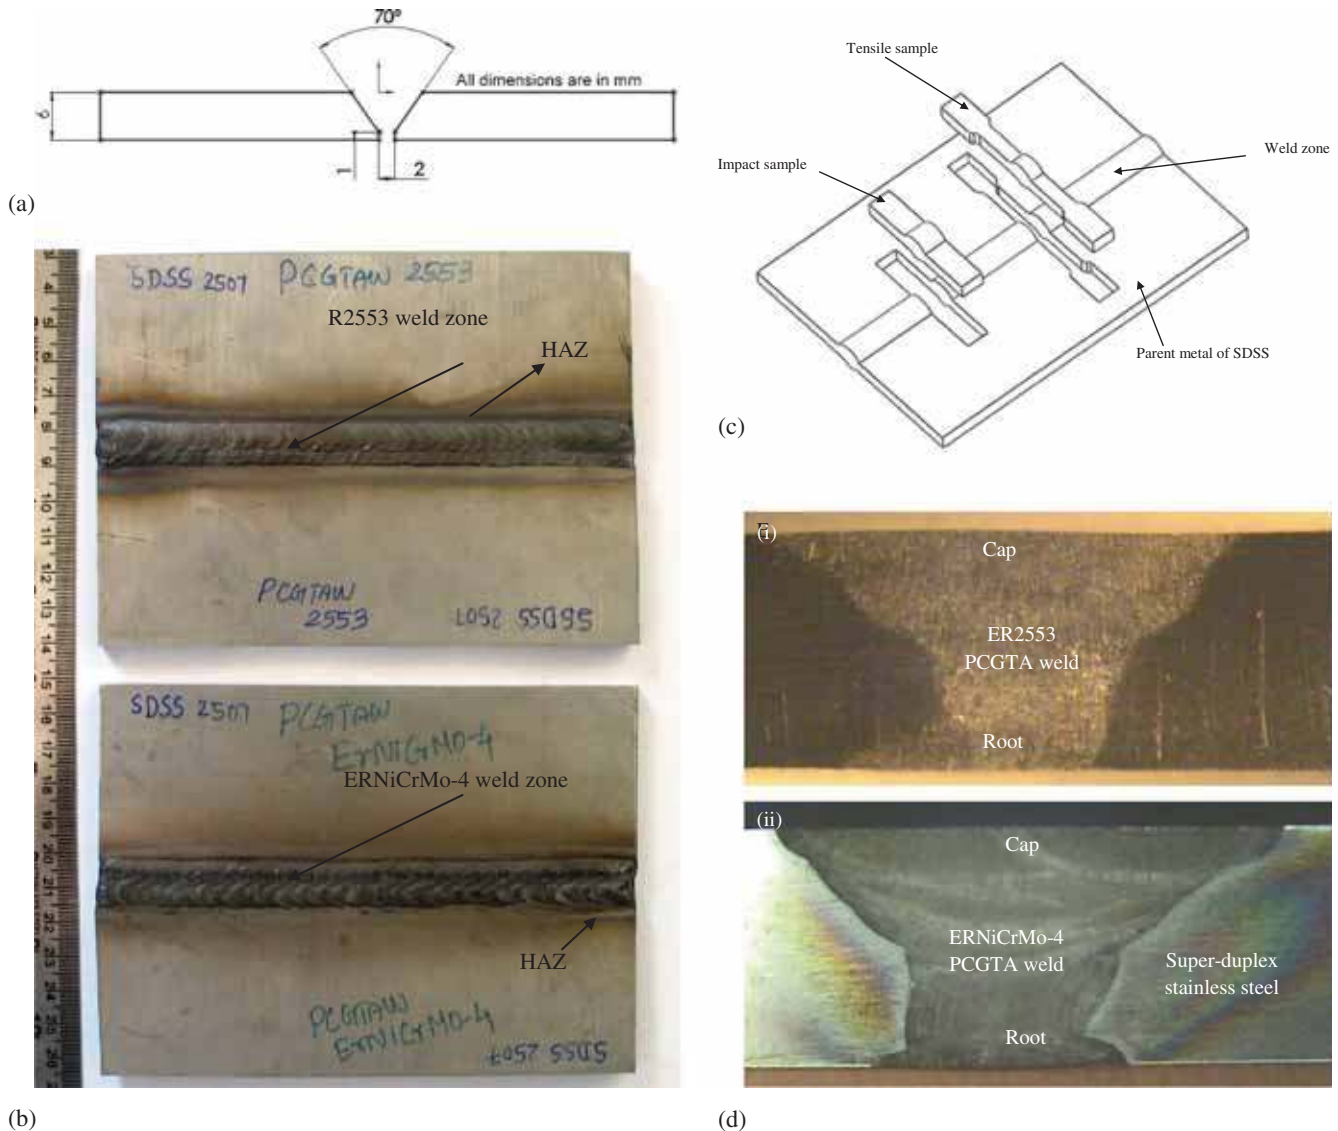 70º
All dimensions are in mm
6
1
2
(a)
SDSS 2507 PCGTAW 2553
R2553 weld zone
HAZ
PCGTAW
2553
SDSS 2507
SDSS 2507 PCGTAW
ErNiCrMo-4
ERNiCrMo-4 weld zone
HAZ
PCGTAW
ErNiCrMo-4
SDSS 2507
(b)
Tensile sample
Weld zone
Impact sample
Parent metal of SDSS
(c)
(i)
Cap
ER2553
PCGTA weld
Root
(ii)
Cap
ERNiCrMo-4
PCGTA weld
Super-duplex
stainless steel
Root
(d)